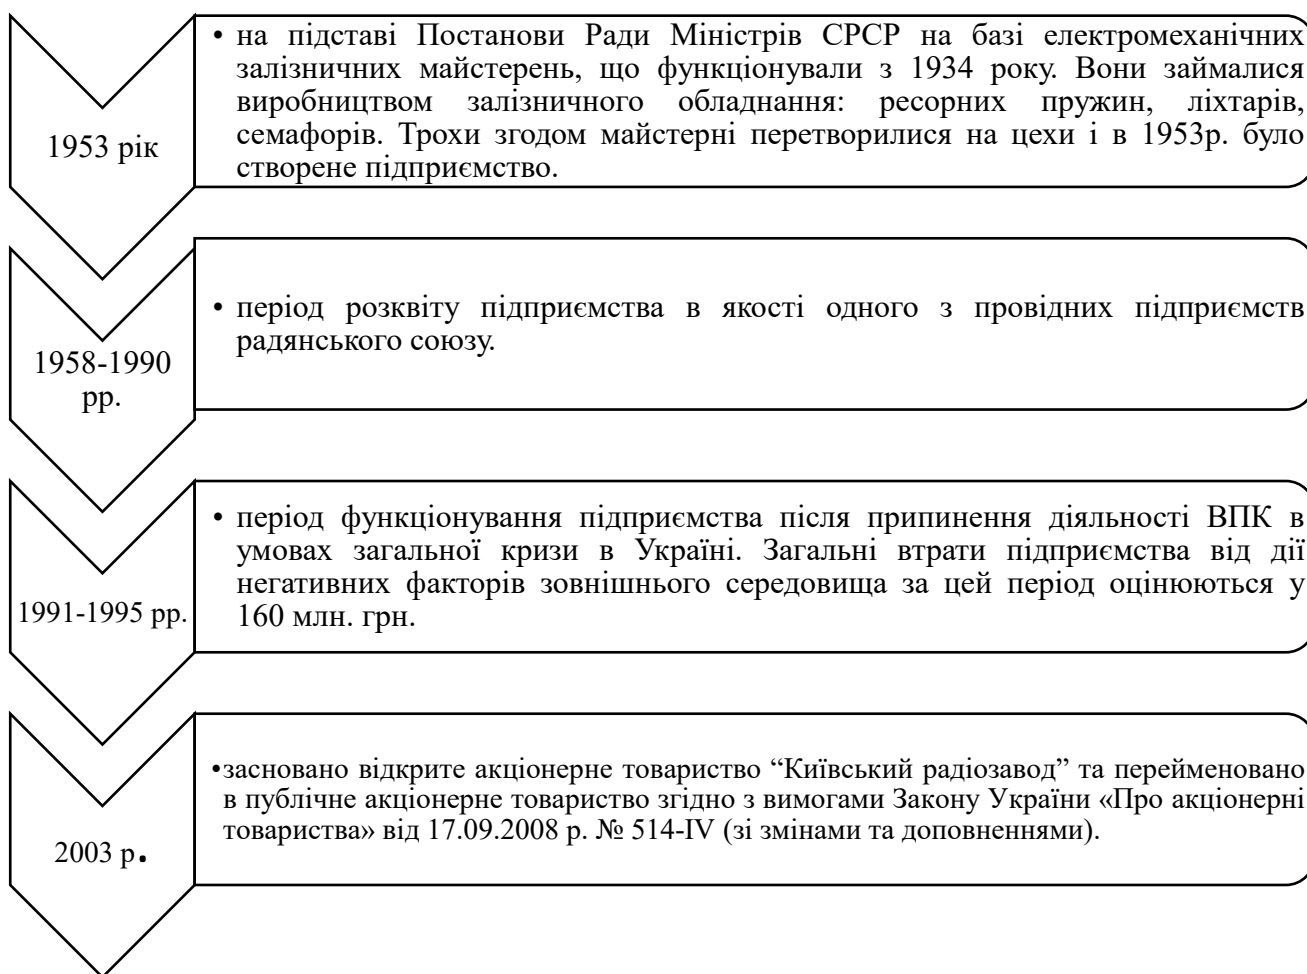 1953 рік
• на підставі Постанови Ради Міністрів СРСР на базі електромеханічних
залізничних майстерень, що функціонували з 1934 року. Вони займалися
виробництвом залізничного обладнання: ресорних пружин, ліхтарів,
семафорів. Трохи згодом майстерні перетворилися на цехи і в 1953р. було
створене підприємство.
1958-1990
рр.
• період розквіту підприємства в якості одного з провідних підприємств
радянського союзу.
1991-1995 рр.
• період функціонування підприємства після припинення діяльності ВПК в
умовах загальної кризи в Україні. Загальні втрати підприємства від дії
негативних факторів зовнішнього середовища за цей період оцінюються у
160 млн. грн.
2003 р.
•засновано відкрите акціонерне товариство “Київський радіозавод” та перейменовано
в публічне акціонерне товариство згідно з вимогами Закону України «Про акціонерні
товариства» від 17.09.2008 р. № 514-IV (зі змінами та доповненнями).